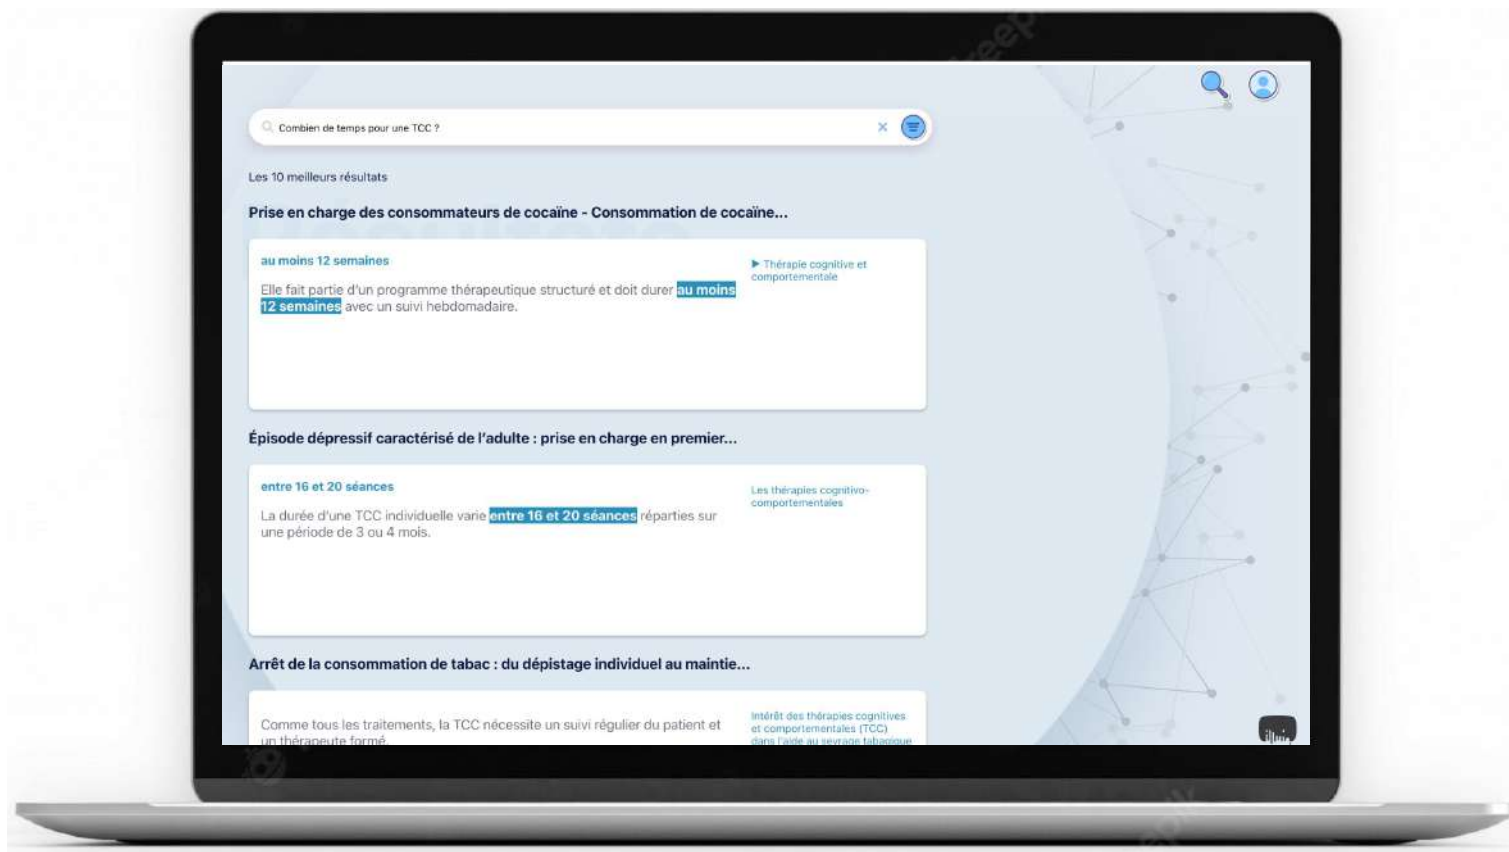 Combien de temps pour une TCC ?
Les 10 meilleurs résultats
Prise en charge des consommateurs de cocaïne - Consommation de cocaïne...
au moins 12 semaines
Elle fait partie d'un programme thérapeutique structuré et doit durer au moins
12 semaines avec un suivi hebdomadaire.
▶ Thérapie cognitive et
comportementale
Épisode dépressif caractérisé de l'adulte : prise en charge en premier...
entre 16 et 20 séances
La durée d'une TCC individuelle varie entre 16 et 20 séances réparties sur
une période de 3 ou 4 mois.
Les thérapies cognitivo-
comportementales
Arrêt de la consommation de tabac : du dépistage individuel au maintie...
Comme tous les traitements, la TCC nécessite un suivi régulier du patient et
un thérapeute formé.
Intérêt des thérapies cognitives
et comportementales (TCC)
dans l'aide au sevrage tabagique